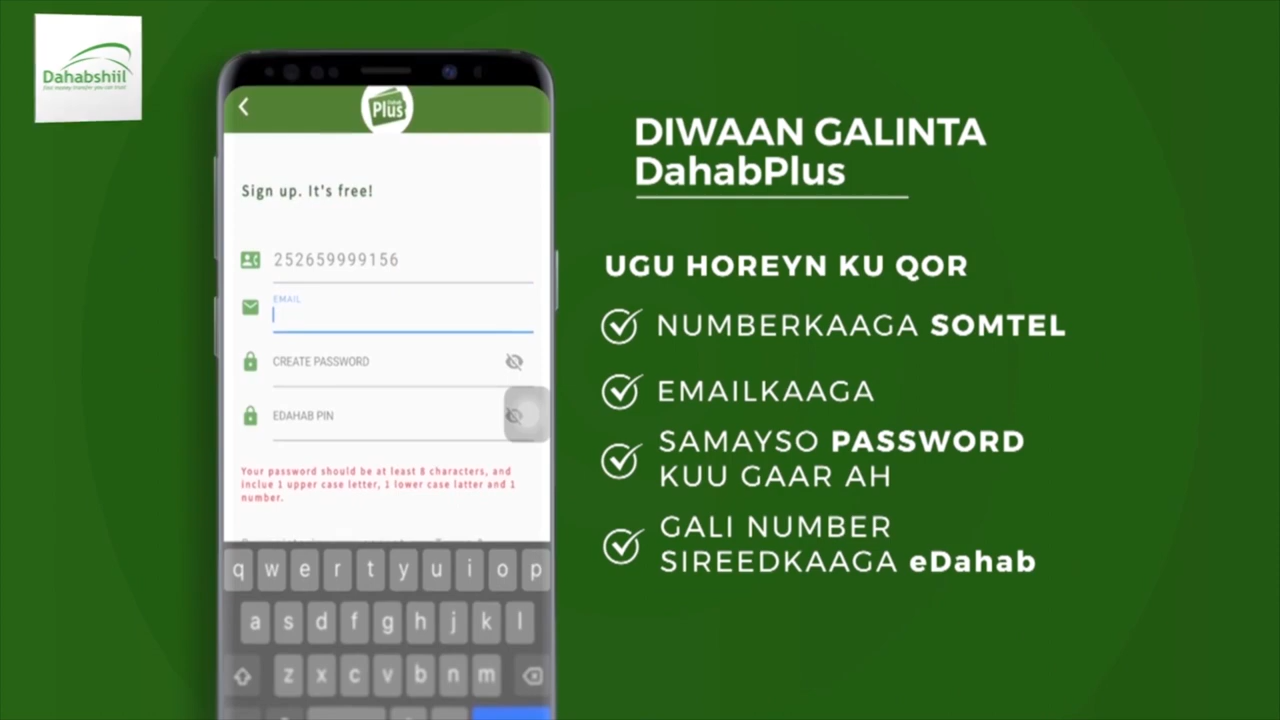 Dahabshiil
Plus
Sign up. It's free!
252659999156
EMAIL
CREATE PASSWORD
EDAHAB PIN
Your password should be at least 8 characters, and
inclue 1 upper case letter, 1 lower case latter and 1
number.
q w e r t y u i o p
a s d f g h j k l
z x c v b n m
DIWAAN GALINTA
DahabPlus
UGU HOREYN KU QOR
NUMBERKAAGA SOMTEL
EMAILKAAGA
SAMAYSO PASSWORD
KUU GAAR AH
GALI NUMBER
SIREEDKAAGA eDahab